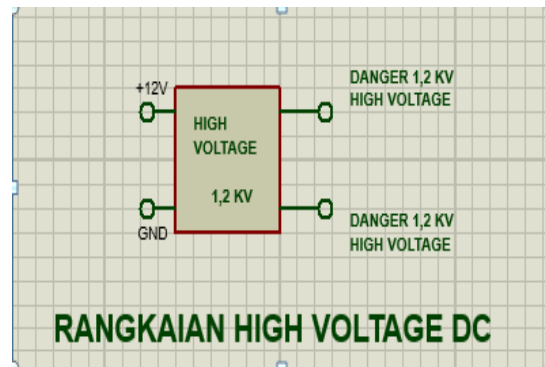 +12V
DANGER 1,2 KV
HIGH VOLTAGE
HIGH
VOLTAGE
1,2 KV
GND
DANGER 1,2 KV
HIGH VOLTAGE
RANGKAIAN HIGH VOLTAGE DC